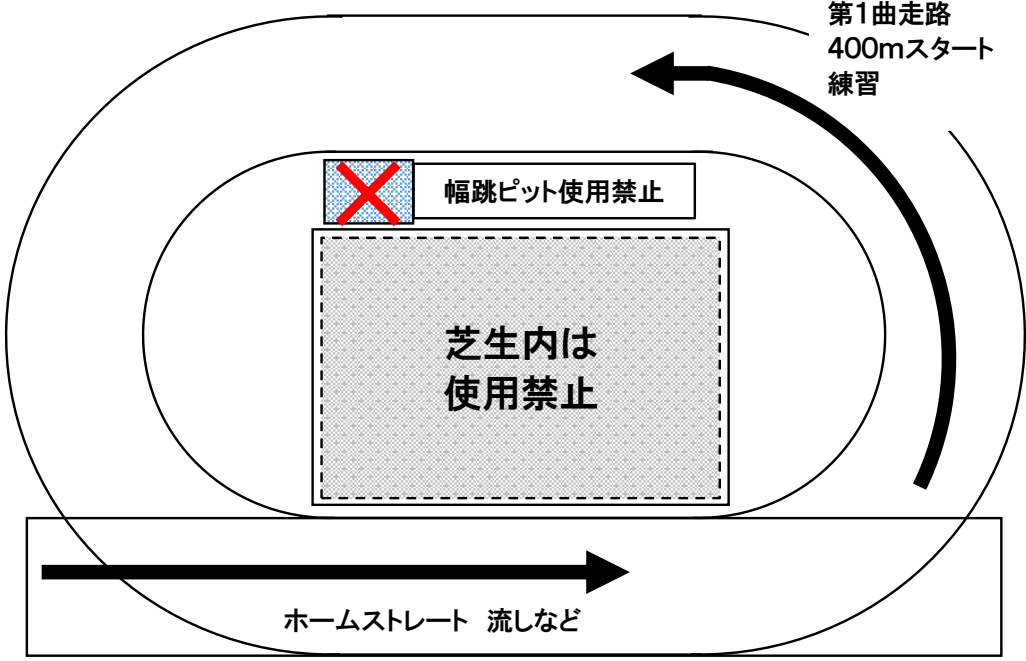 第1曲走路
400mスタート
練習
幅跳ピット使用禁止
芝生内は
使用禁止
ホームストレート 流しなど